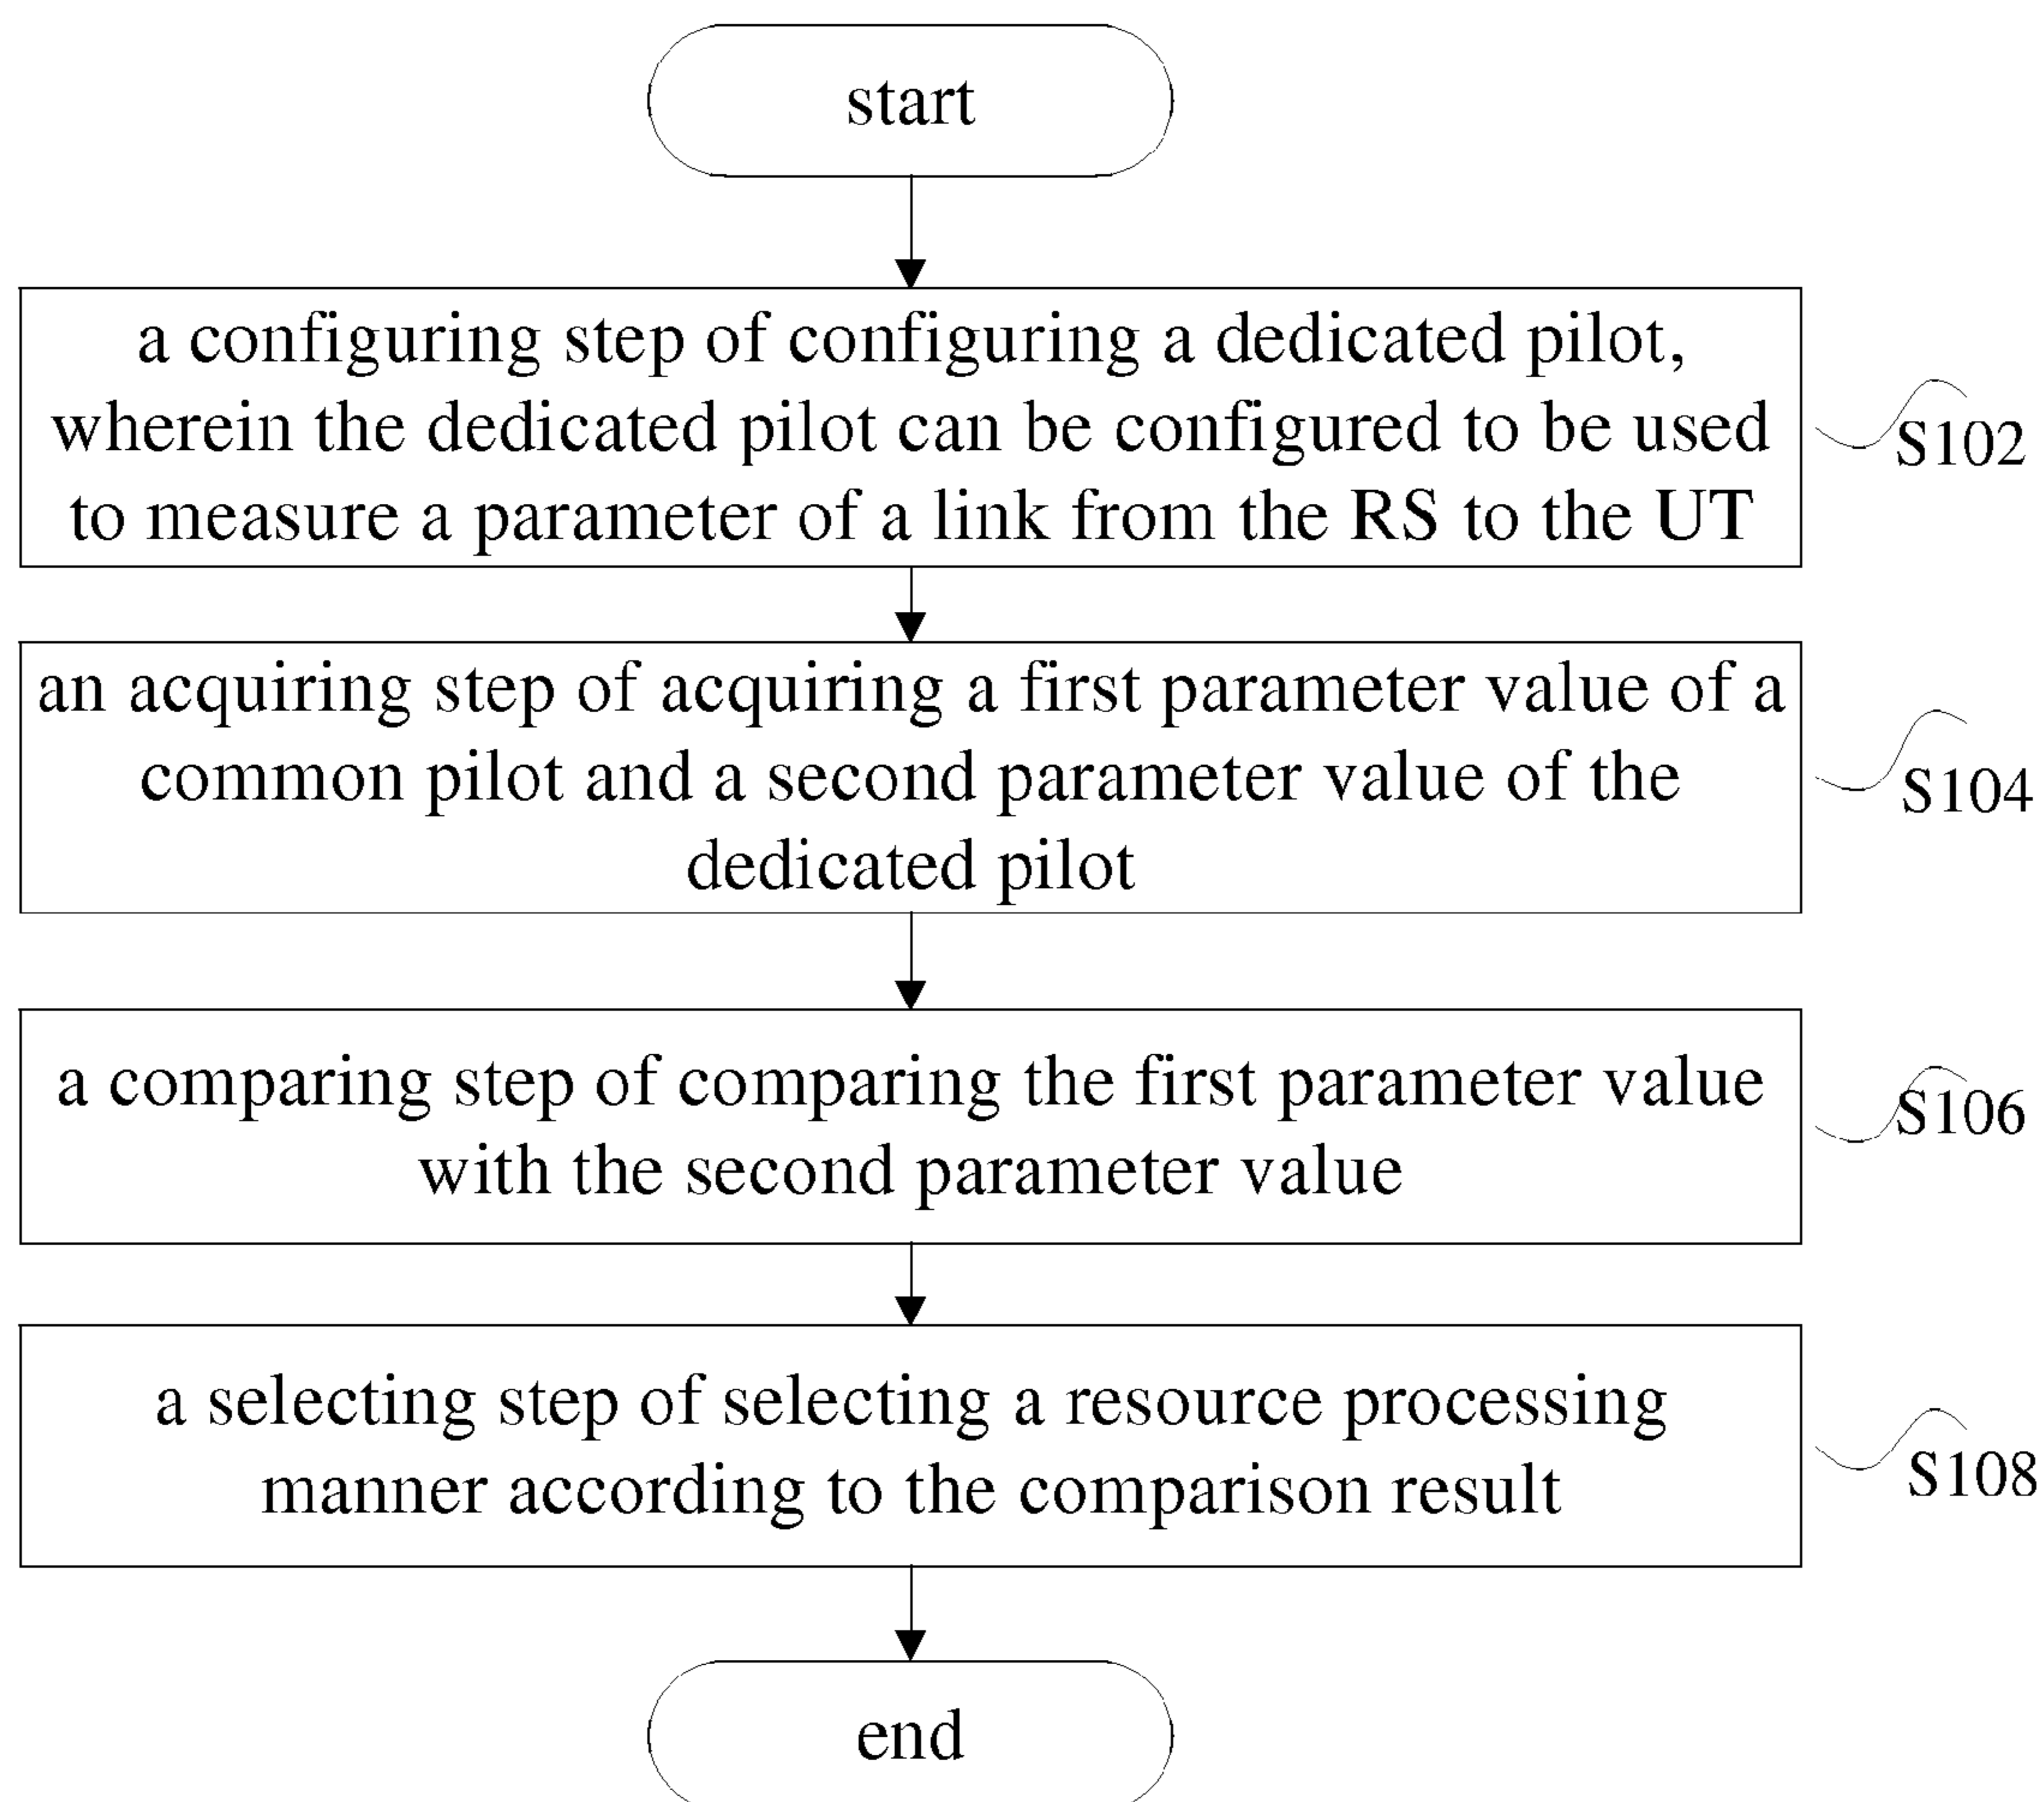 start
a configuring step of configuring a dedicated pilot,
wherein the dedicated pilot can be configured to be used
to measure a parameter of a link from the RS to the UT
S102
an acquiring step of acquiring a first parameter value of a
common pilot and a second parameter value of the
dedicated pilot
S104
a comparing step of comparing the first parameter value
with the second parameter value
S106
a selecting step of selecting a resource processing
manner according to the comparison result
S108
end